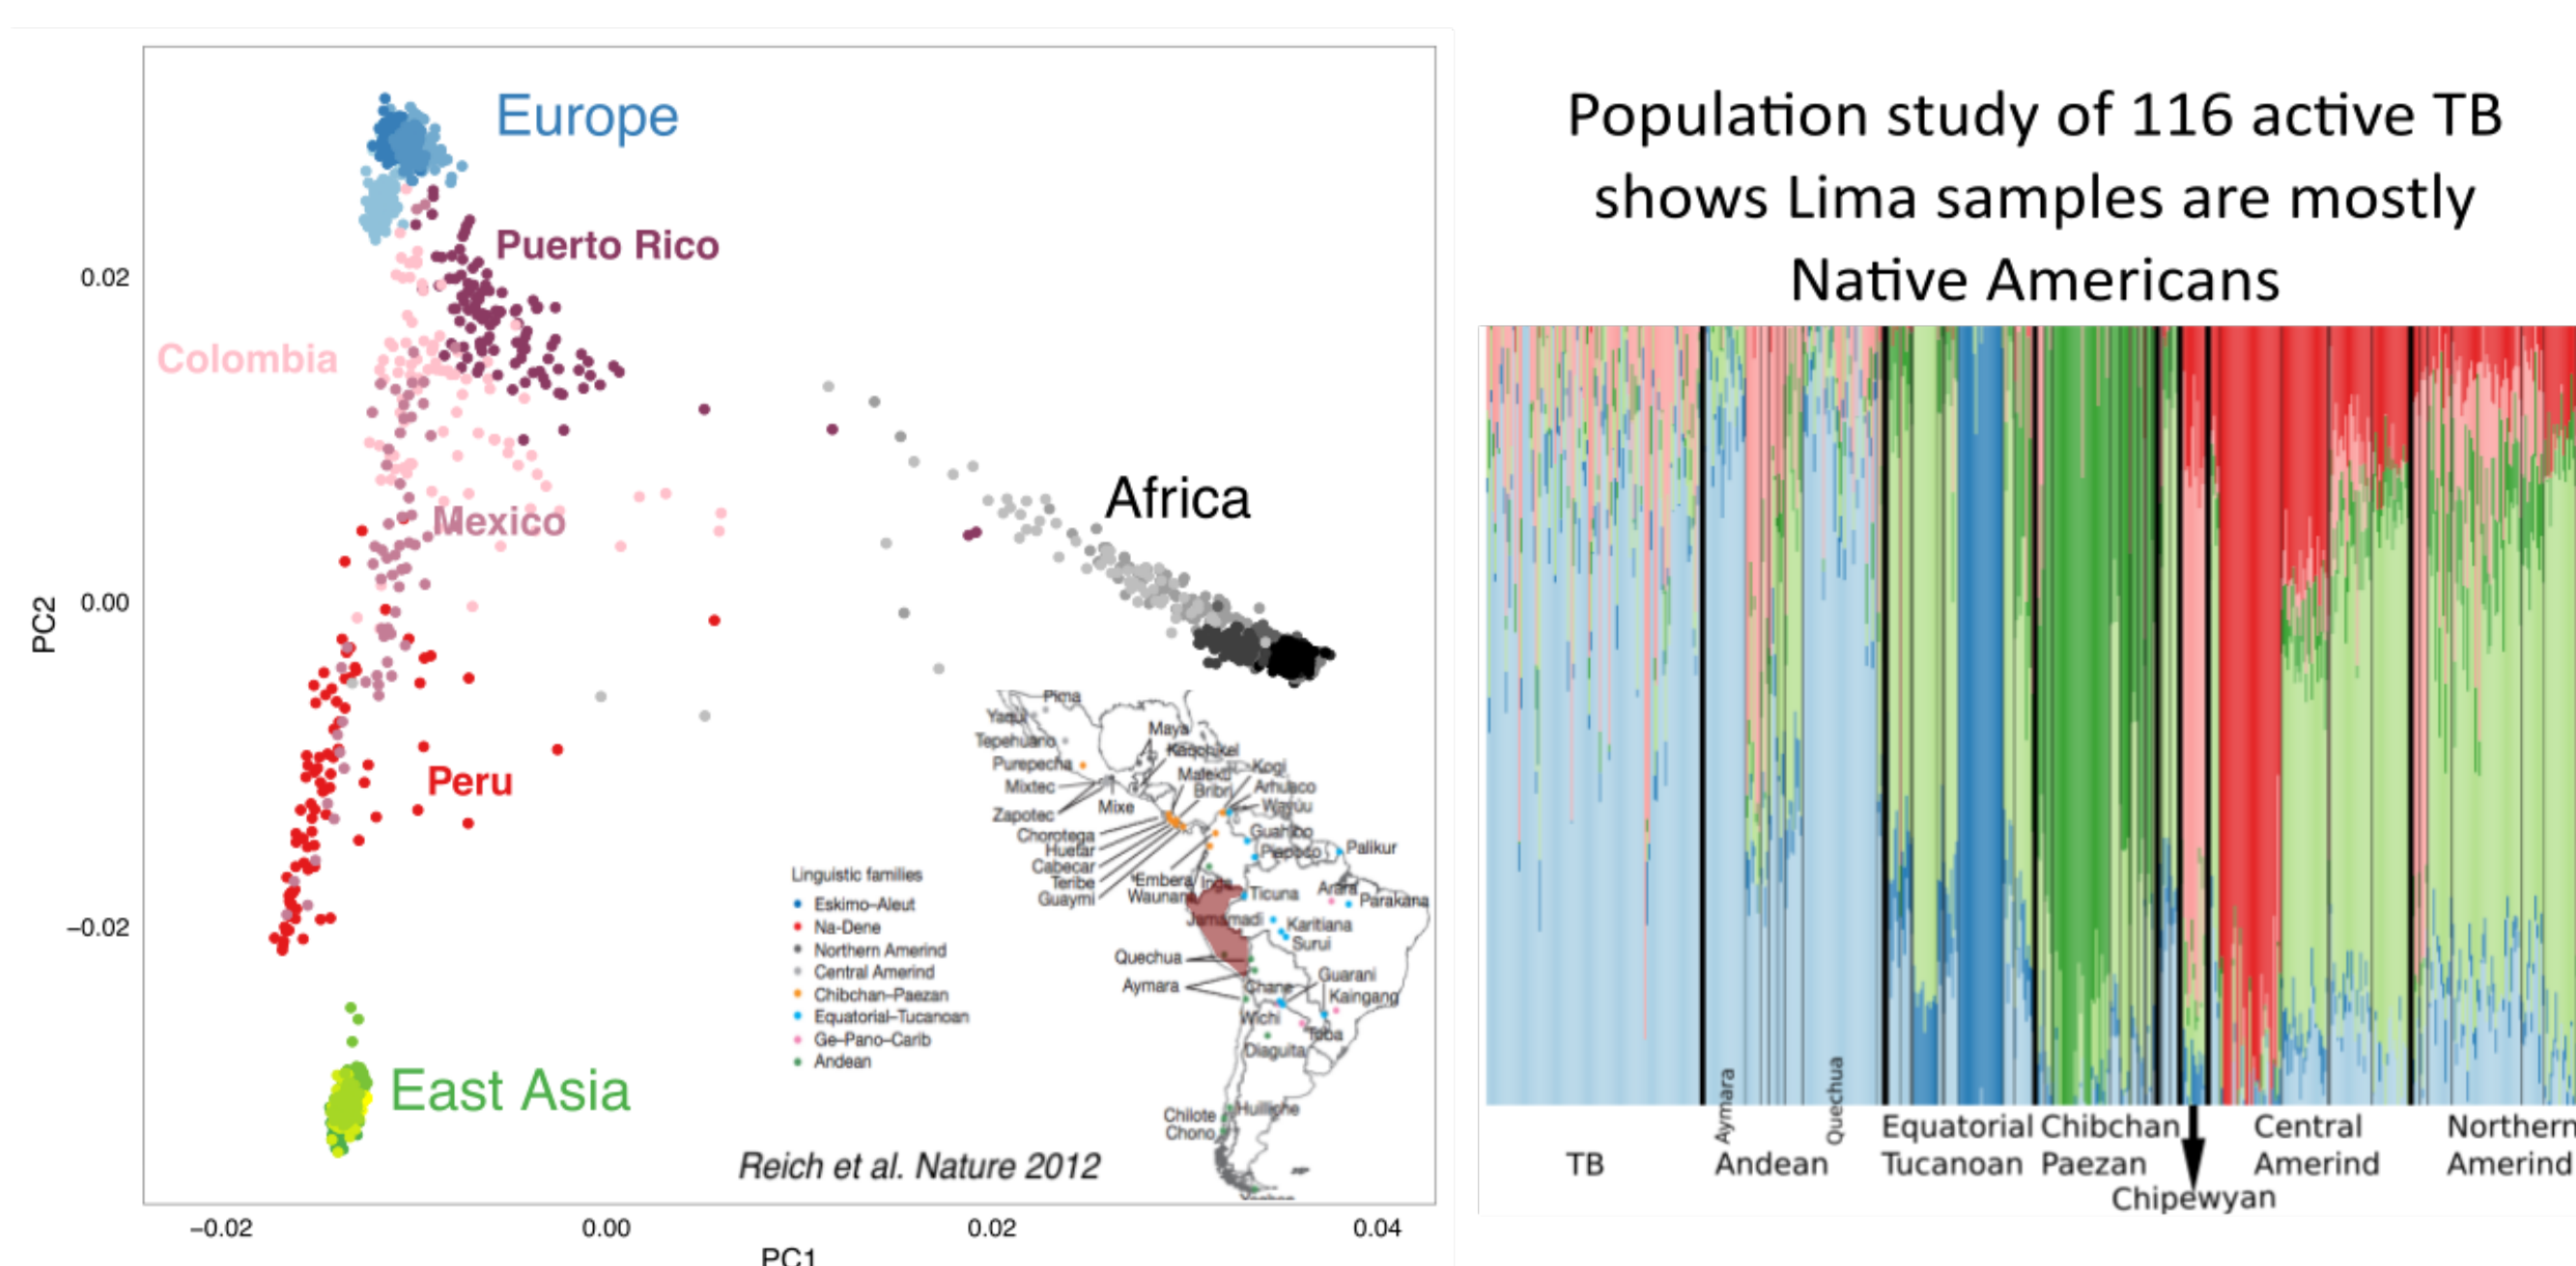 Europe
Puerto Rico
0.02
Colombia
Africa
Mexico
0.00
PC2
Peru
−0.02
East Asia
Pima
Yaqui
Maya
Tepehuano
Kaqchikel
Purepecha
Maleku
Kogi
Mixtec
Bribri
Arhuaco
Mixe
Wayuu
Zapotec
Chorotega
Guahibo
Huetar
Piapoco
Palikur
Cabecar
Teribe
Embera
Inga
Ticuna
Arara
Guaymi
Waunana
Parakana
Jamamadi
Karitiana
Surui
Quechua
Guarani
Aymara
Chane
Kaingang
Wichi
Toba
Diaguita
Chilote
Huilliche
Chono
Linguistic families
Eskimo–Aleut
Na–Dene
Northern Amerind
Central Amerind
Chibchan–Paezan
Equatorial–Tucanoan
Ge–Pano–Carib
Andean
Reich et al. Nature 2012
−0.02
0.00
0.02
0.04
PC1
Population study of 116 active TB
shows Lima samples are mostly
Native Americans
Aymara
Quechua
TB
Andean
Equatorial
Tucanoan
Chibchan
Paezan
Chipewyan
Central
Amerind
Northern
Amerind